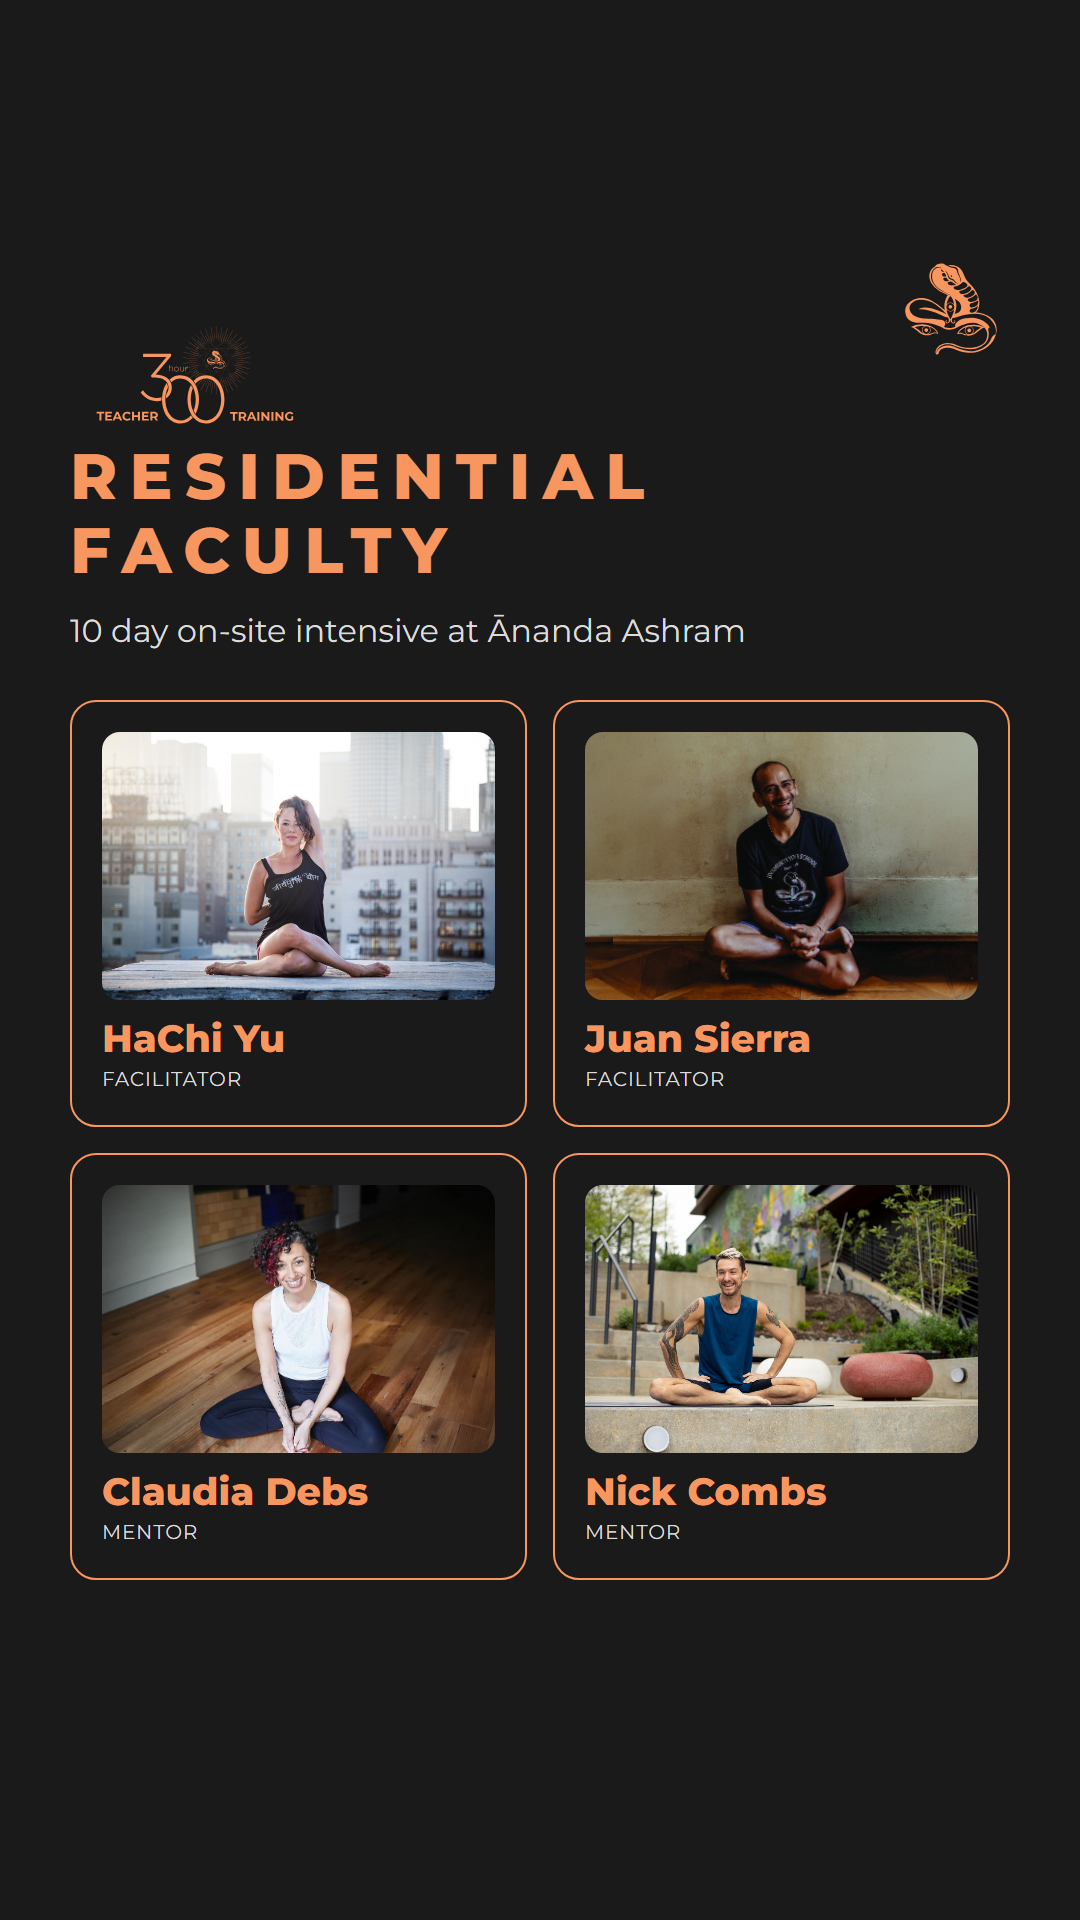 300
hour
TEACHER TRAINING
RESIDENTIAL
FACULTY
10 day on-site intensive at Ānanda Ashram
HaChi Yu
FACILITATOR
Juan Sierra
FACILITATOR
Claudia Debs
MENTOR
Nick Combs
MENTOR